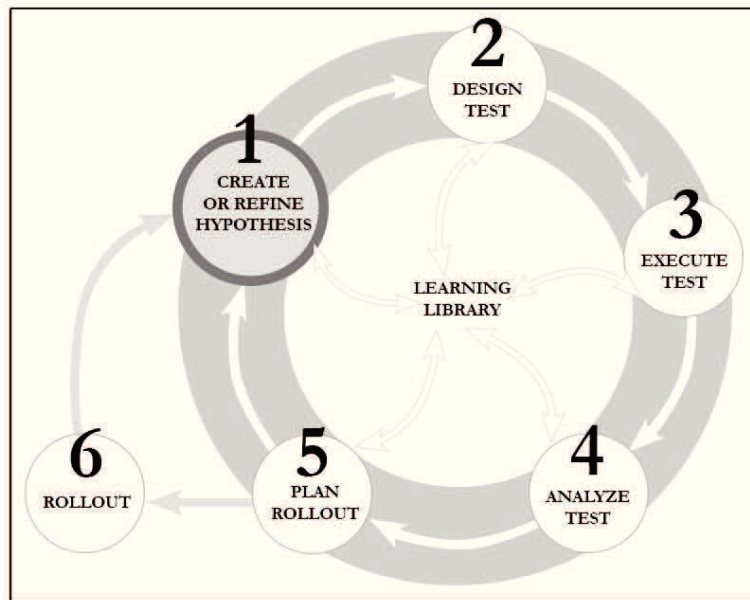 1
CREATE
OR REFINE
HYPOTHESIS
2
DESIGN
TEST
3
EXECUTE
TEST
4
ANALYZE
TEST
5
PLAN
ROLLOUT
6
ROLLOUT
LEARNING
LIBRARY